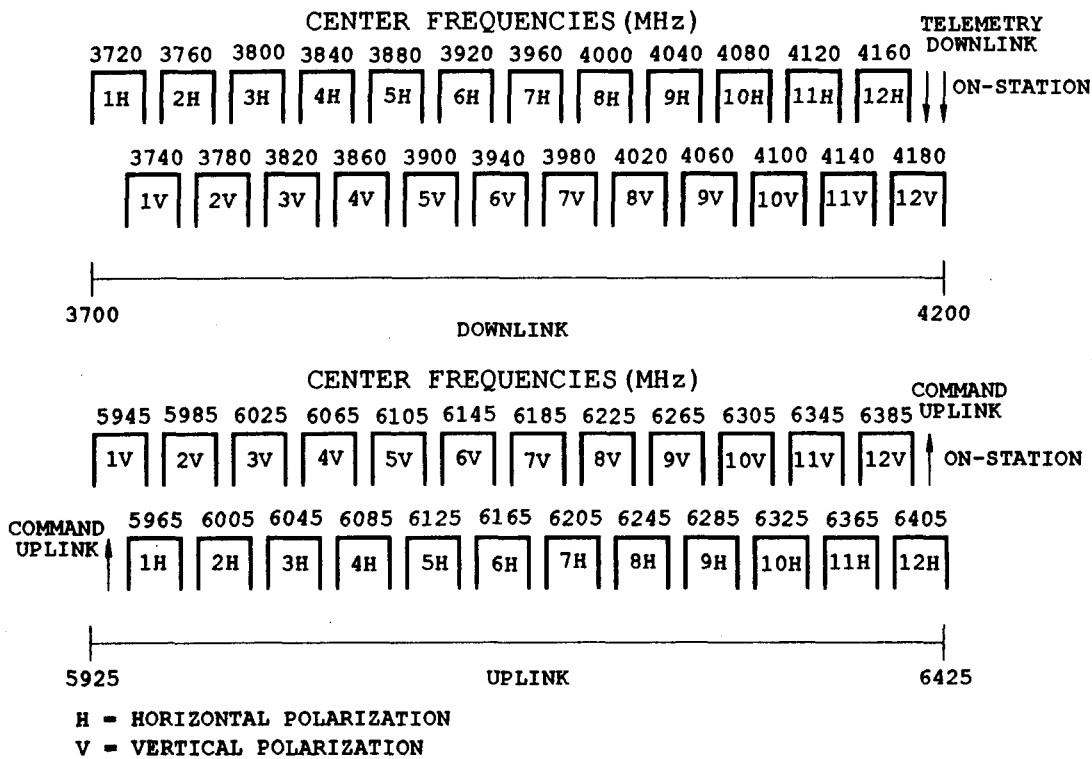 CENTER FREQUENCIES (MHz)
TELEMETRY
DOWNLINK
3720 3760 3800 3840 3880 3920 3960 4000 4040 4080 4120 4160
1H 2H 3H 4H 5H 6H 7H 8H 9H 10H 11H 12H
ON-STATION
3740 3780 3820 3860 3900 3940 3980 4020 4060 4100 4140 4180
1V 2V 3V 4V 5V 6V 7V 8V 9V 10V 11V 12V
3700 4200
DOWNLINK
CENTER FREQUENCIES (MHz)
COMMAND
UPLINK
5945 5985 6025 6065 6105 6145 6185 6225 6265 6305 6345 6385
1V 2V 3V 4V 5V 6V 7V 8V 9V 10V 11V 12V
ON-STATION
COMMAND
UPLINK
5965 6005 6045 6085 6125 6165 6205 6245 6285 6325 6365 6405
1H 2H 3H 4H 5H 6H 7H 8H 9H 10H 11H 12H
5925 UPLINK 6425
H = HORIZONTAL POLARIZATION
V = VERTICAL POLARIZATION